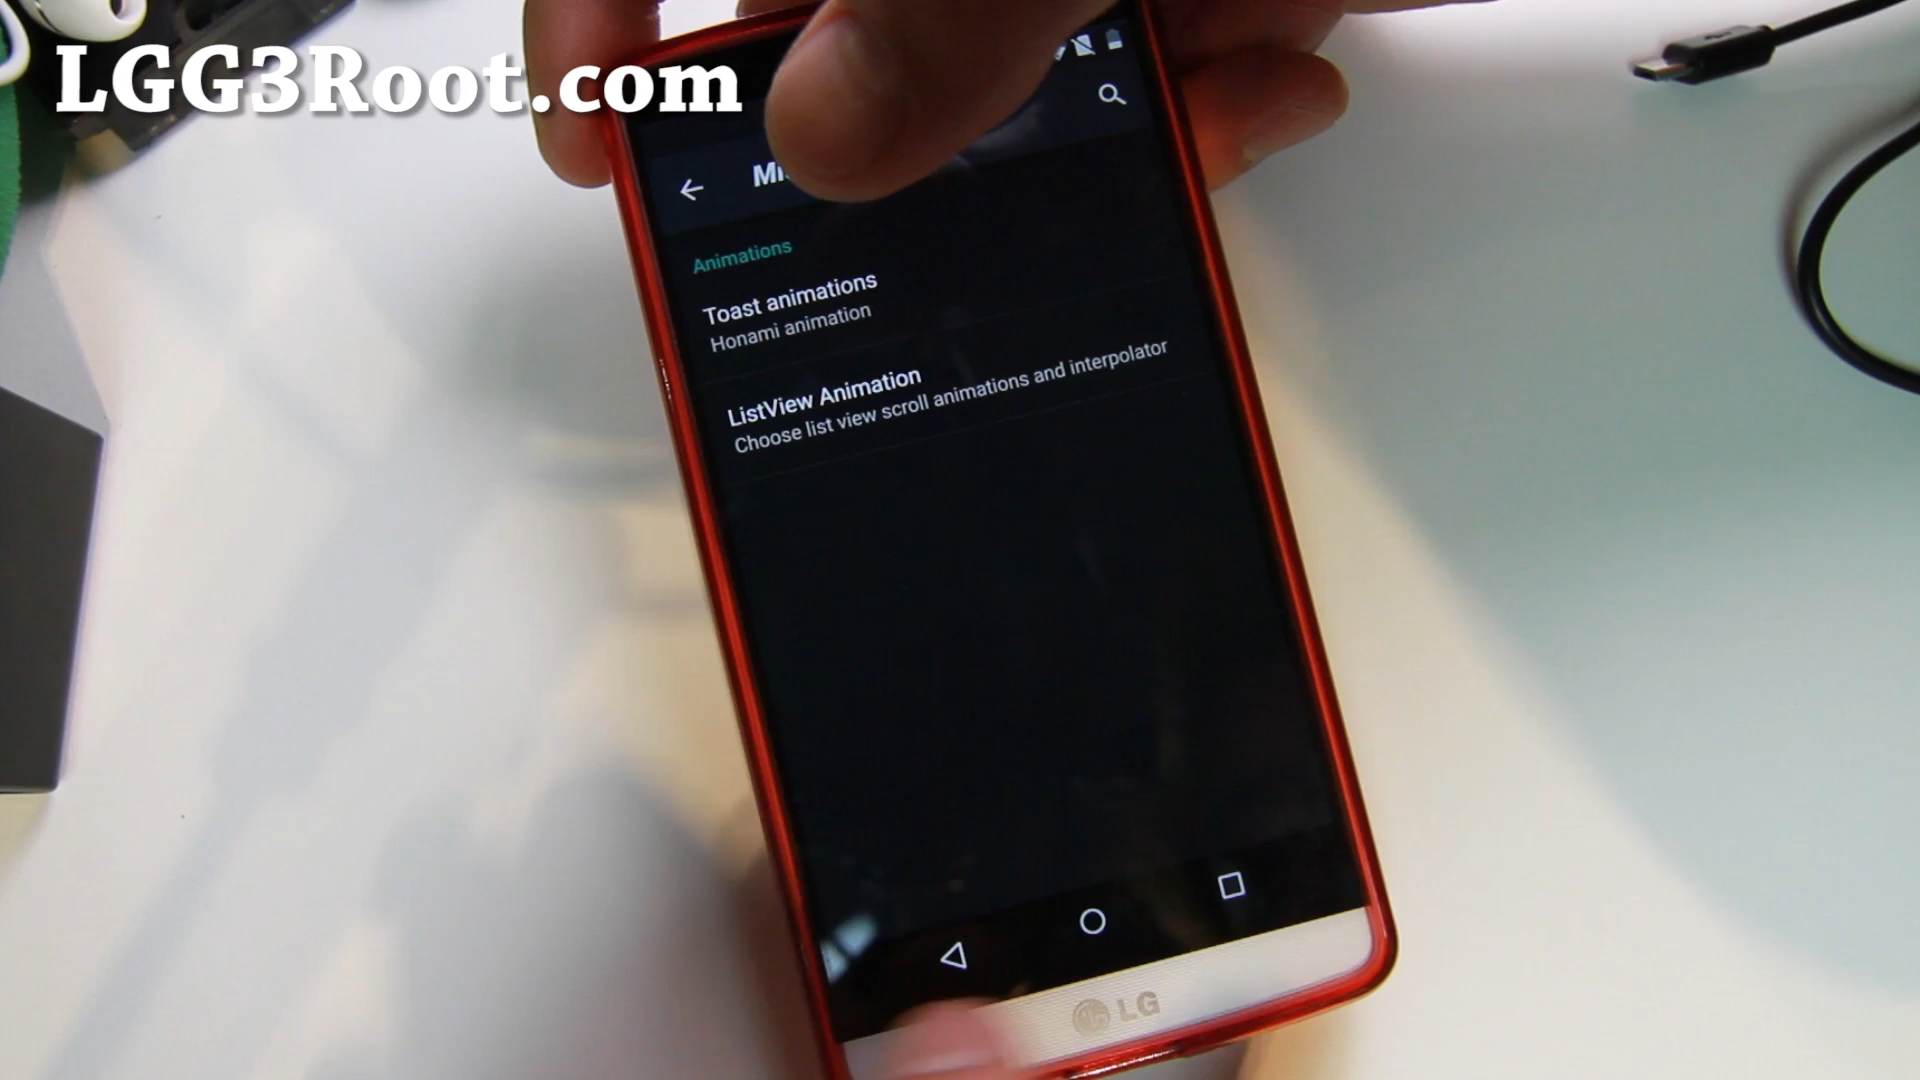 LGG3Root.com
Animations
Toast animations
Honami animation
ListView Animation
Choose list view scroll animations and interpolator
LG